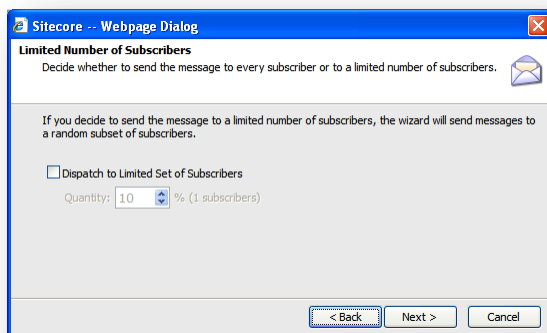 Sitecore -- Webpage Dialog
Limited Number of Subscribers
Decide whether to send the message to every subscriber or to a limited number of subscribers.
If you decide to send the message to a limited number of subscribers, the wizard will send messages to
a random subset of subscribers.
Dispatch to Limited Set of Subscribers
Quantity: 10 % (1 subscribers)
< Back Next > Cancel